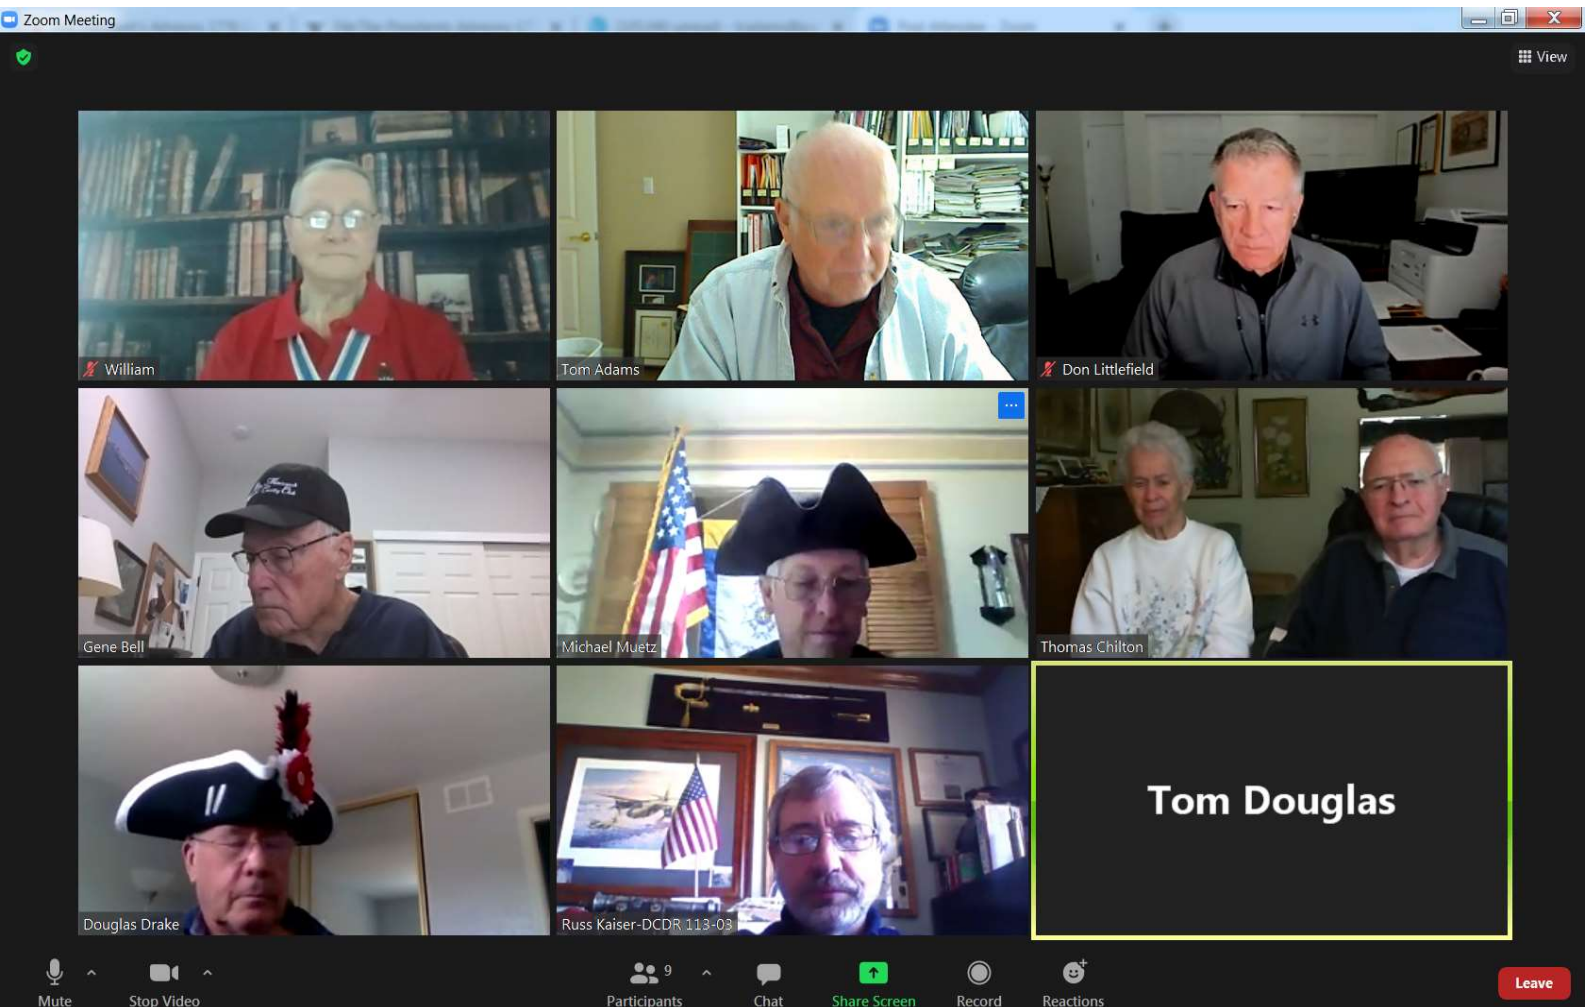 Zoom Meeting
View
William
Tom Adams
Don Littlefield
Gene Bell
Michael Muetz
Thomas Chilton
Douglas Drake
Russ Kaiser-DCDR 113-03
Tom Douglas
Mute
Stop Video
9
Participants
Chat
Share Screen
Record
Reactions
Leave